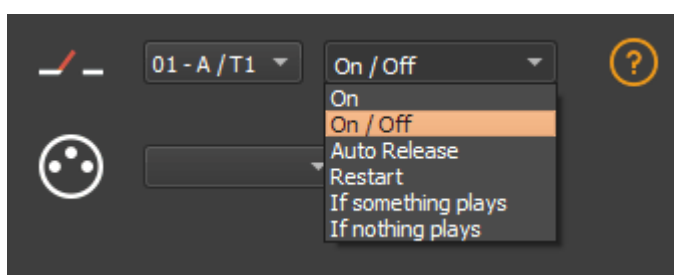 01 - A / T1
On / Off
?
On
On / Off
Auto Release
Restart
If something plays
If nothing plays